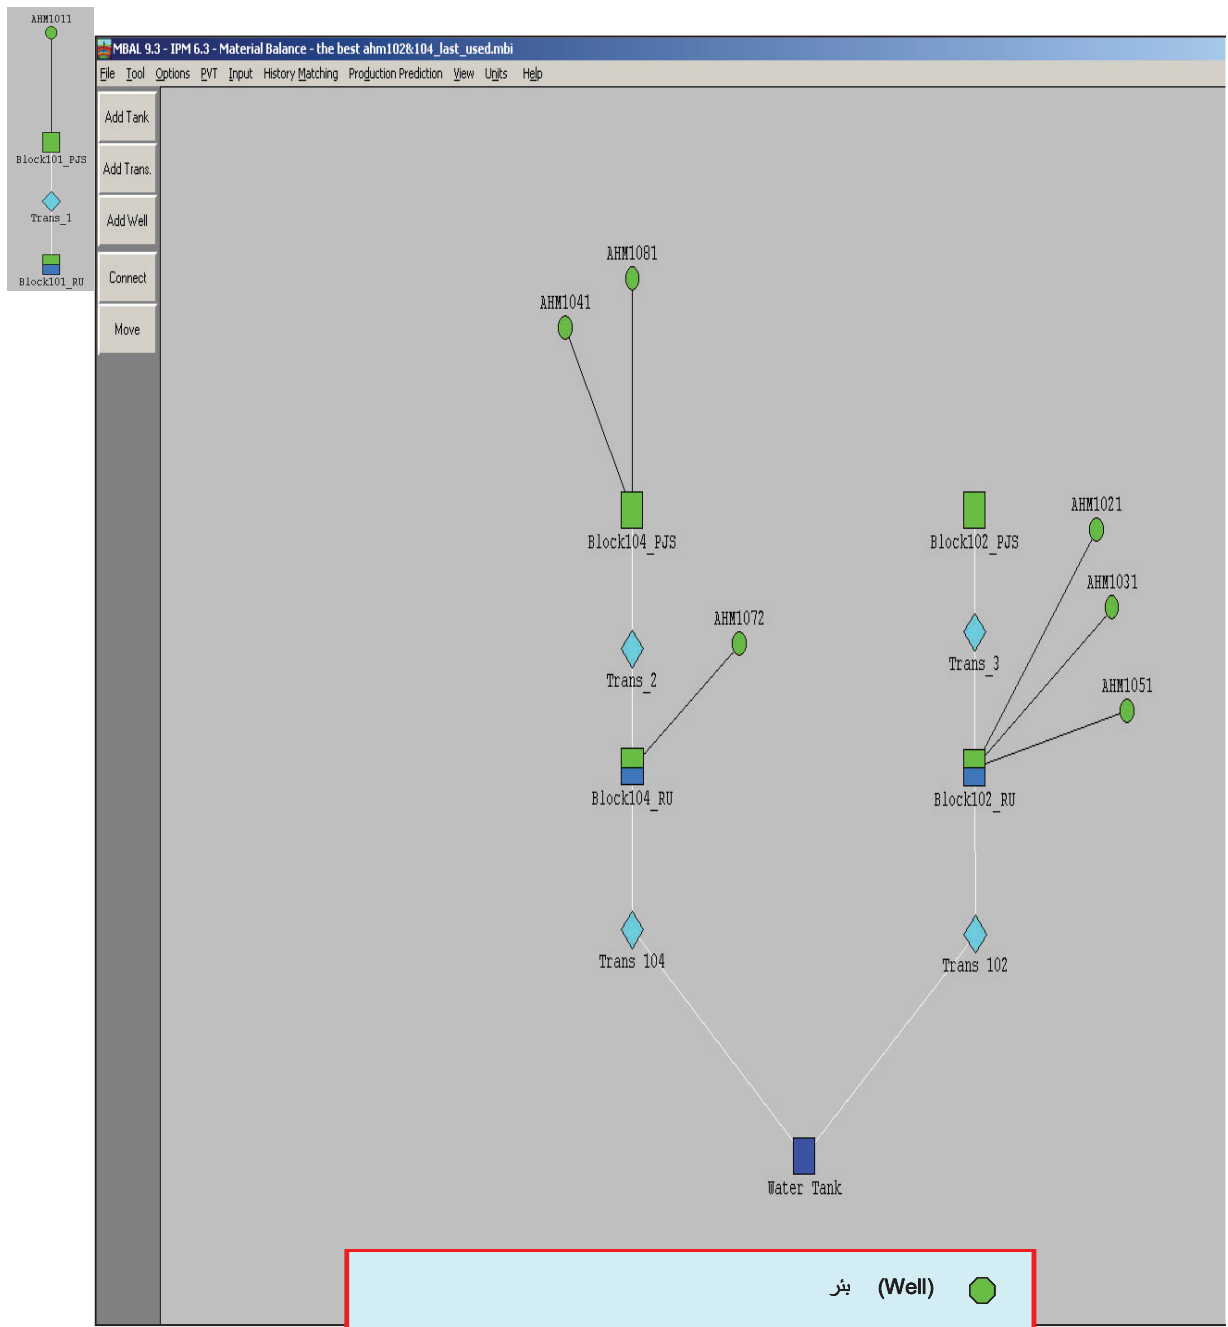 AHM1011
Block101_PJS
Trans_1
Block101_RU
MBAL 9.3 - IPM 6.3 - Material Balance - the best ahm102&104_last_used.mbi
File Tool Options PVT Input History Matching Production Prediction View Units Help
Add Tank
Add Trans.
Add Well
Connect
Move
AHM1081
AHM1041
Block104_PJS
Block102_PJS
AHM1021
AHM1031
AHM1072
Trans_2
Trans_3
AHM1051
Block104_RU
Block102_RU
Trans 104
Trans 102
Water Tank
بئر (Well)